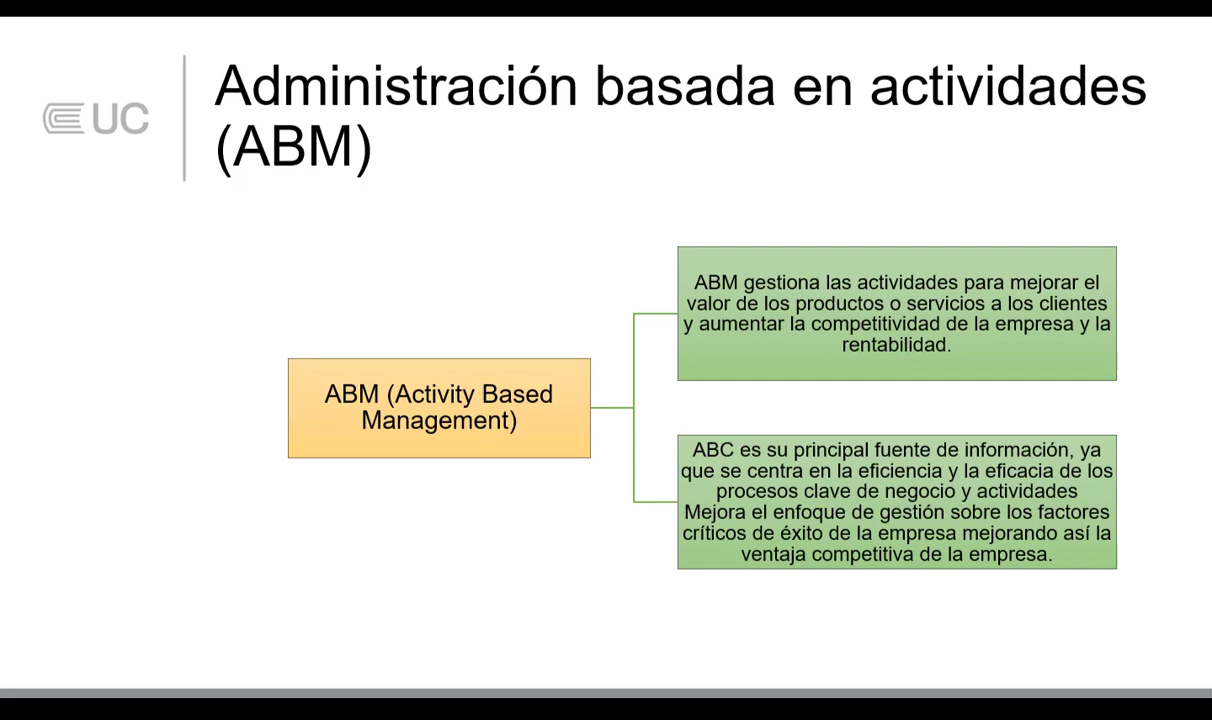 UC
Administración basada en actividades
(ABM)
ABM (Activity Based
Management)
ABM gestiona las actividades para mejorar el
valor de los productos o servicios a los clientes
y aumentar la competitividad de la empresa y la
rentabilidad.
ABC es su principal fuente de información, ya
que se centra en la eficiencia y la eficacia de los
procesos clave de negocio y actividades
Mejora el enfoque de gestión sobre los factores
críticos de éxito de la empresa mejorando así la
ventaja competitiva de la empresa.